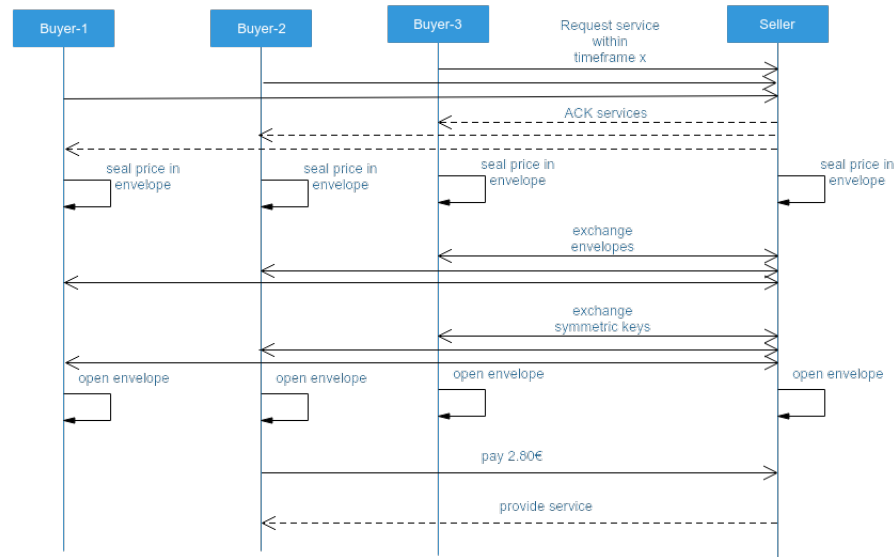 Buyer-1
Buyer-2
Buyer-3
Seller
Request service
within
timeframe x
ACK services
seal price in
envelope
seal price in
envelope
seal price in
envelope
seal price in
envelope
exchange
envelopes
exchange
symmetric keys
open envelope
open envelope
open envelope
open envelope
pay 2,80€
provide service